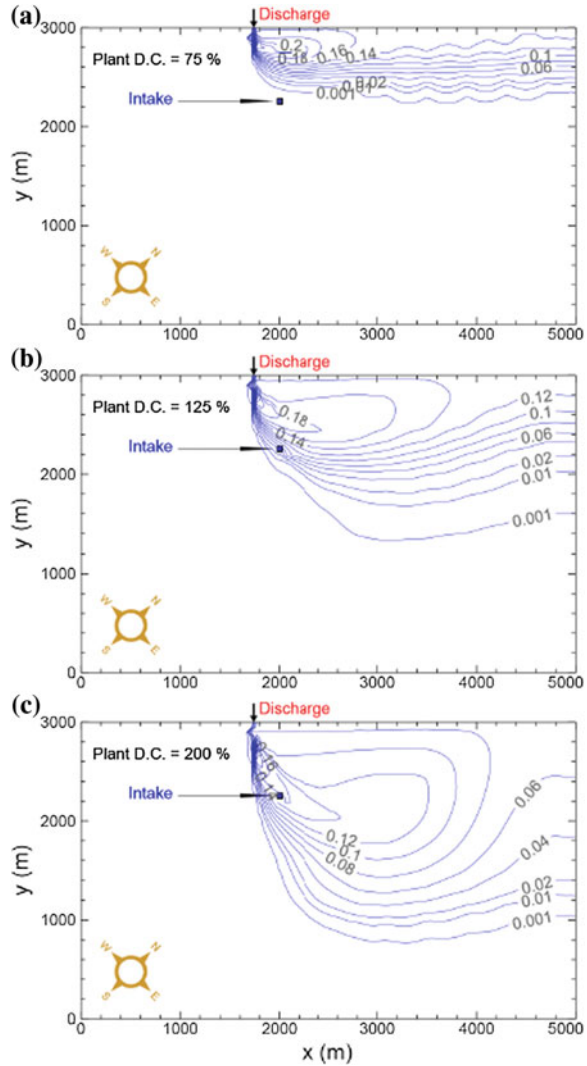 (a)
Discharge
3000
Plant D.C. = 75 %
0.2
0.18
0.16
0.14
0.1
0.06
0.02
0.01
0.001
Intake
2000
y (m)
1000
W N
S E
0
0 1000 2000 3000 4000 5000
(b)
Discharge
3000
Plant D.C. = 125 %
0.18
0.14
0.12
0.1
0.06
0.02
0.01
0.001
Intake
2000
y (m)
1000
W N
S E
0
0 1000 2000 3000 4000 5000
(c)
Discharge
3000
Plant D.C. = 200 %
0.16
0.14
0.12
0.1
0.08
0.06
0.04
0.02
0.01
0.001
Intake
2000
y (m)
1000
W N
S E
0
0 1000 2000 3000 4000 5000
x (m)